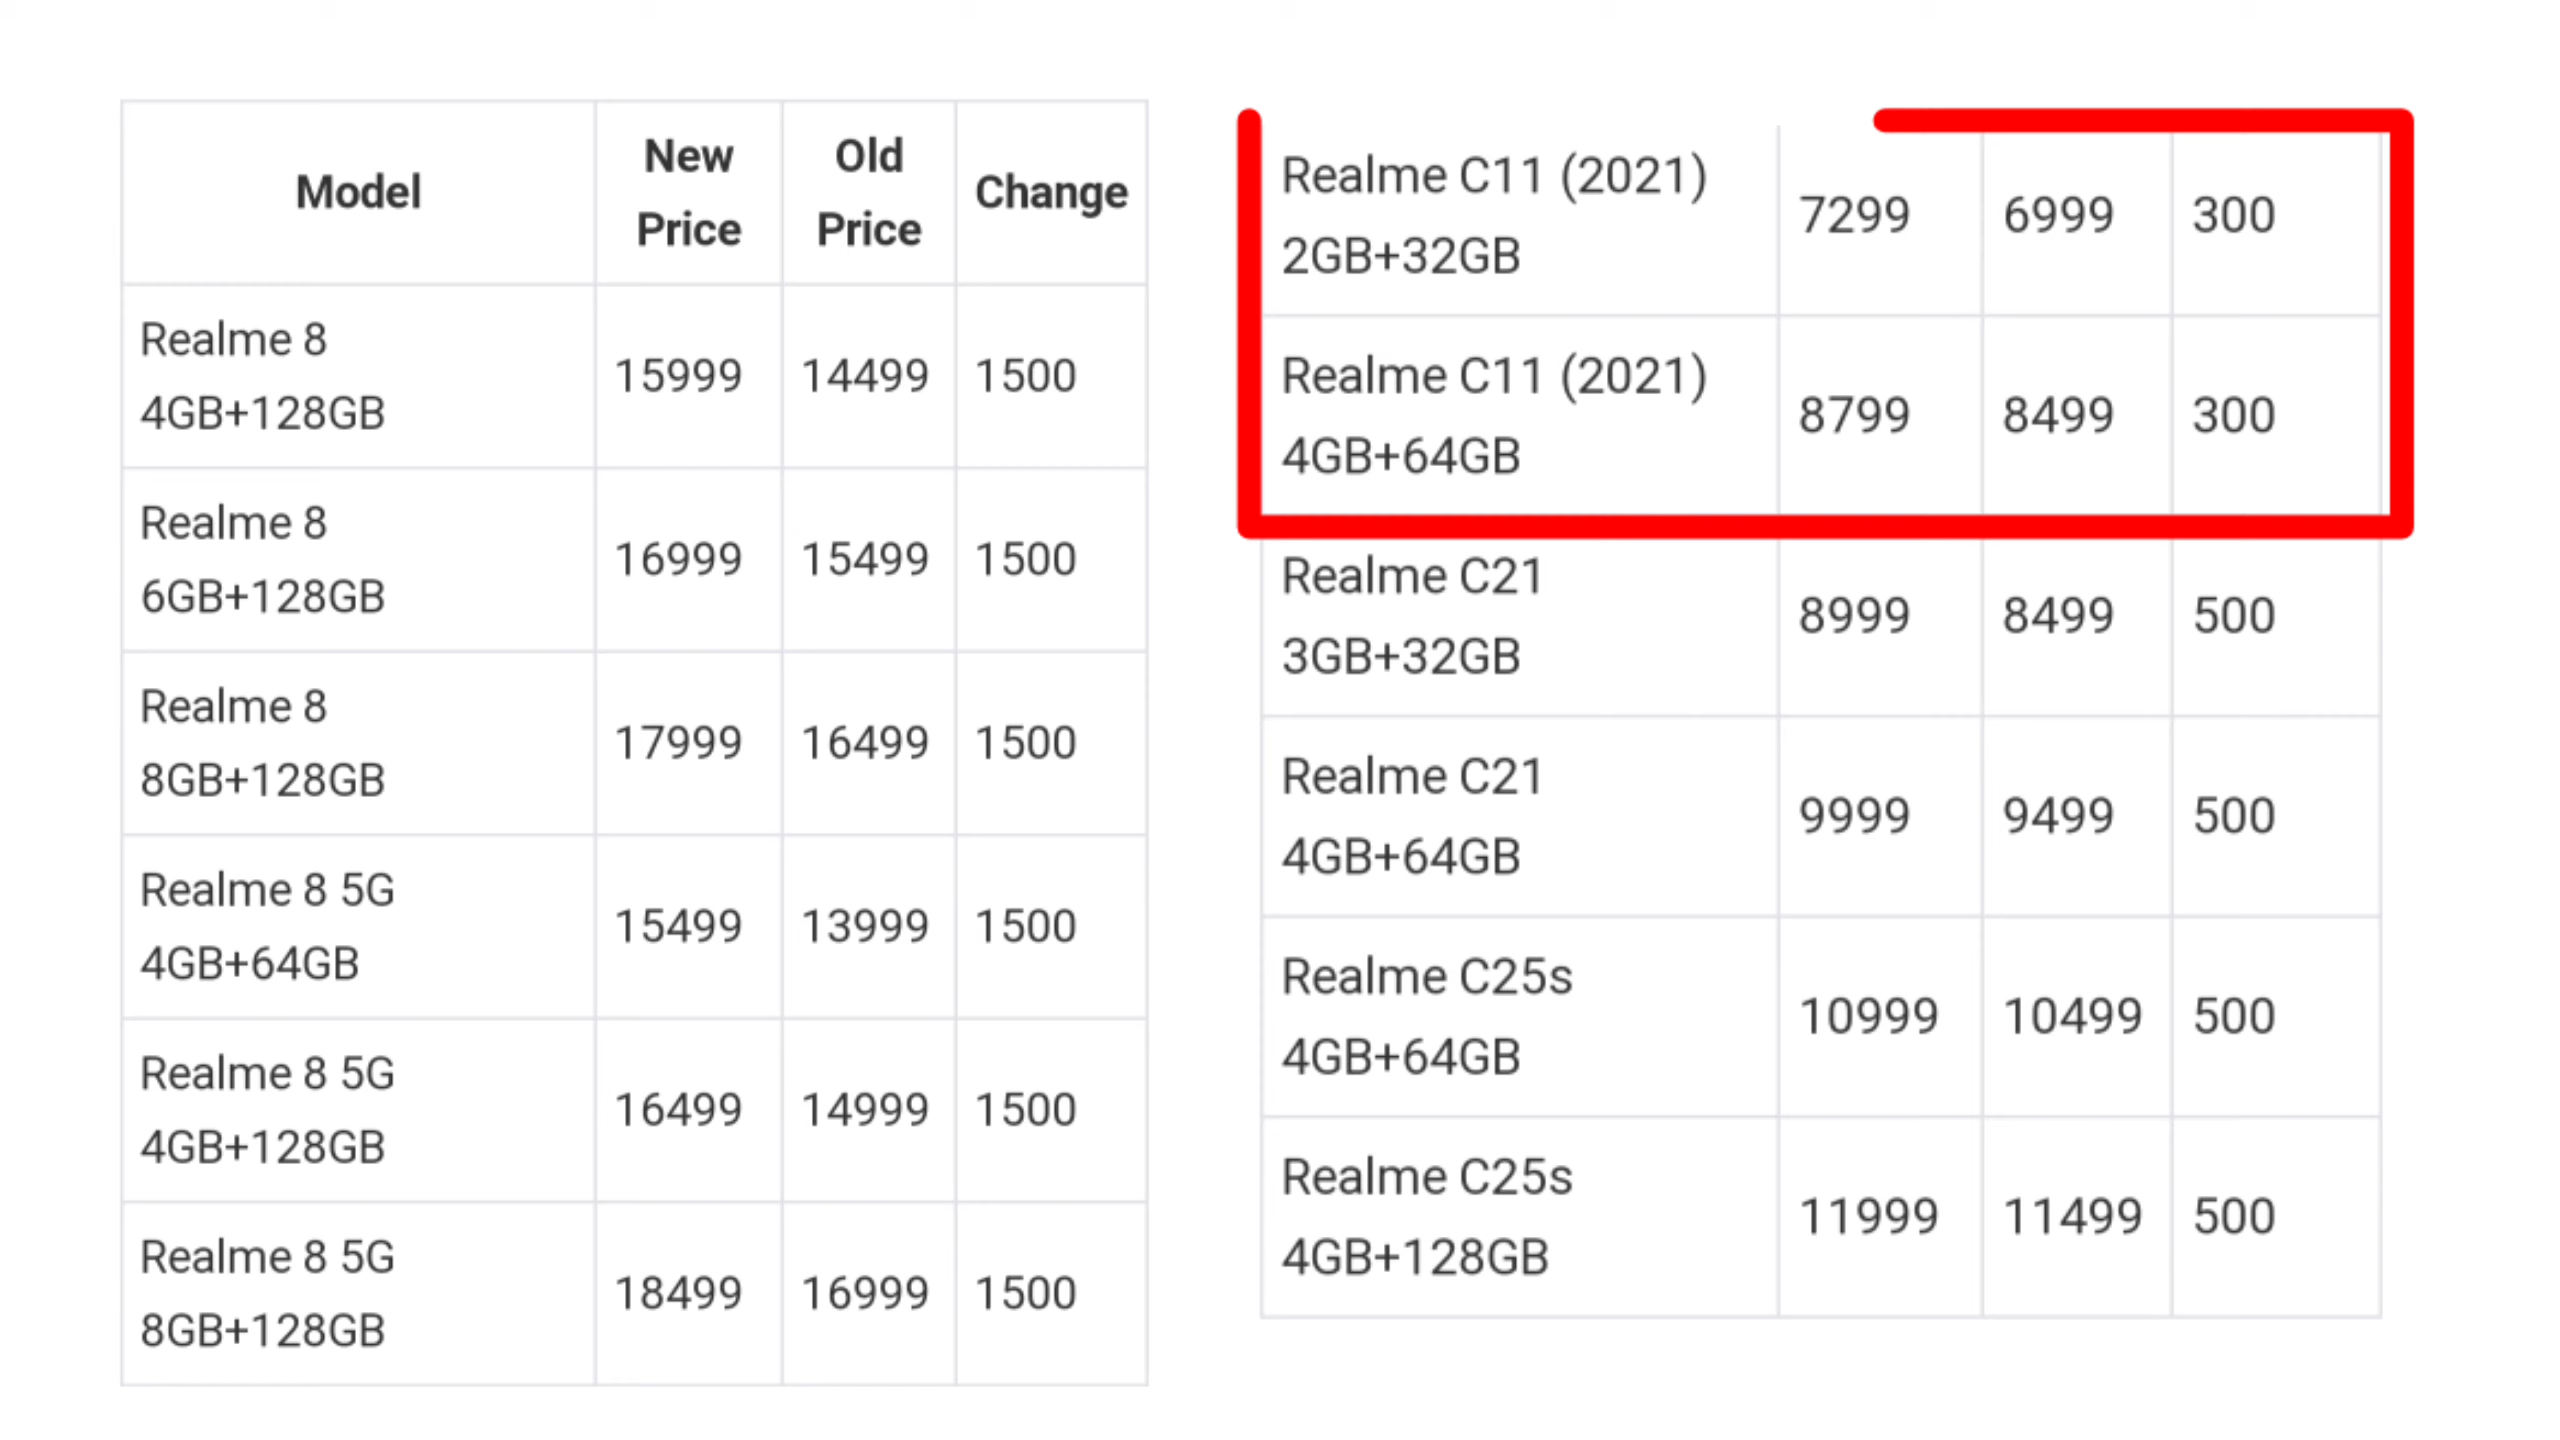 Model New Price Old Price Change
Realme 8
4GB+128GB 15999 14499 1500
Realme 8
6GB+128GB 16999 15499 1500
Realme 8
8GB+128GB 17999 16499 1500
Realme 8 5G
4GB+64GB 15499 13999 1500
Realme 8 5G
4GB+128GB 16499 14999 1500
Realme 8 5G
8GB+128GB 18499 16999 1500
Realme C11 (2021)
2GB+32GB 7299 6999 300
Realme C11 (2021)
4GB+64GB 8799 8499 300
Realme C21
3GB+32GB 8999 8499 500
Realme C21
4GB+64GB 9999 9499 500
Realme C25s
4GB+64GB 10999 10499 500
Realme C25s
4GB+128GB 11999 11499 500